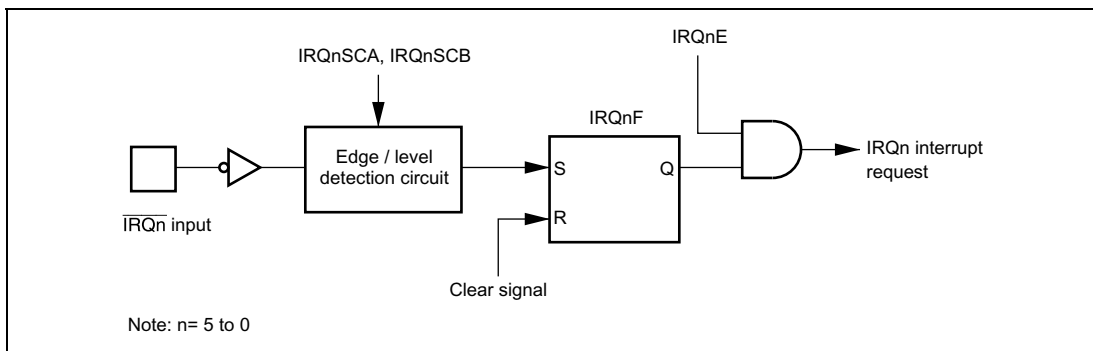 IRQnE
IRQnSCA, IRQnSCB
IRQnF
Edge / level
detection circuit
S
Q
R
IRQn interrupt
request
IRQn input
Clear signal
Note: n= 5 to 0